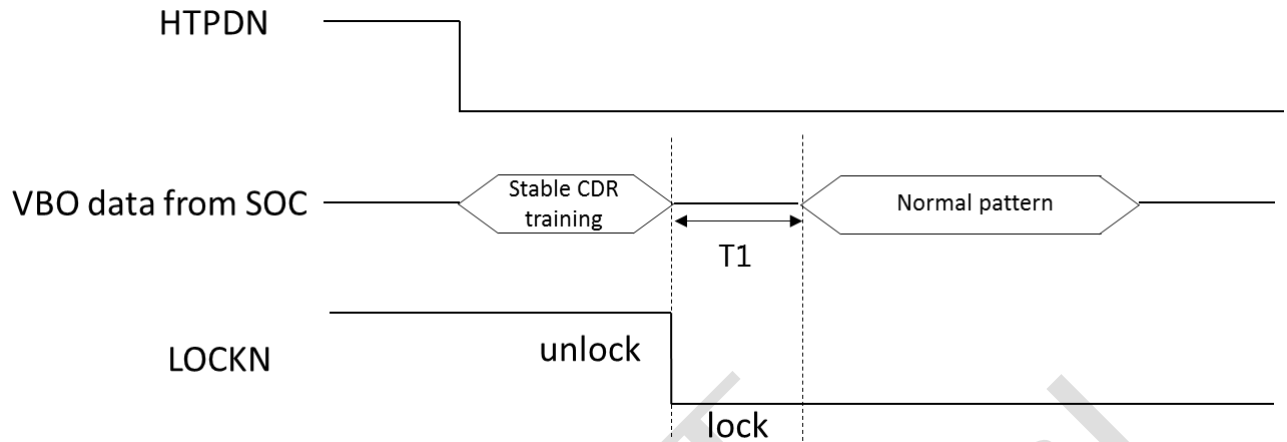 HTPDN
VBO data from SOC
Stable CDR
training
Normal pattern
T1
LOCKN
unlock
lock